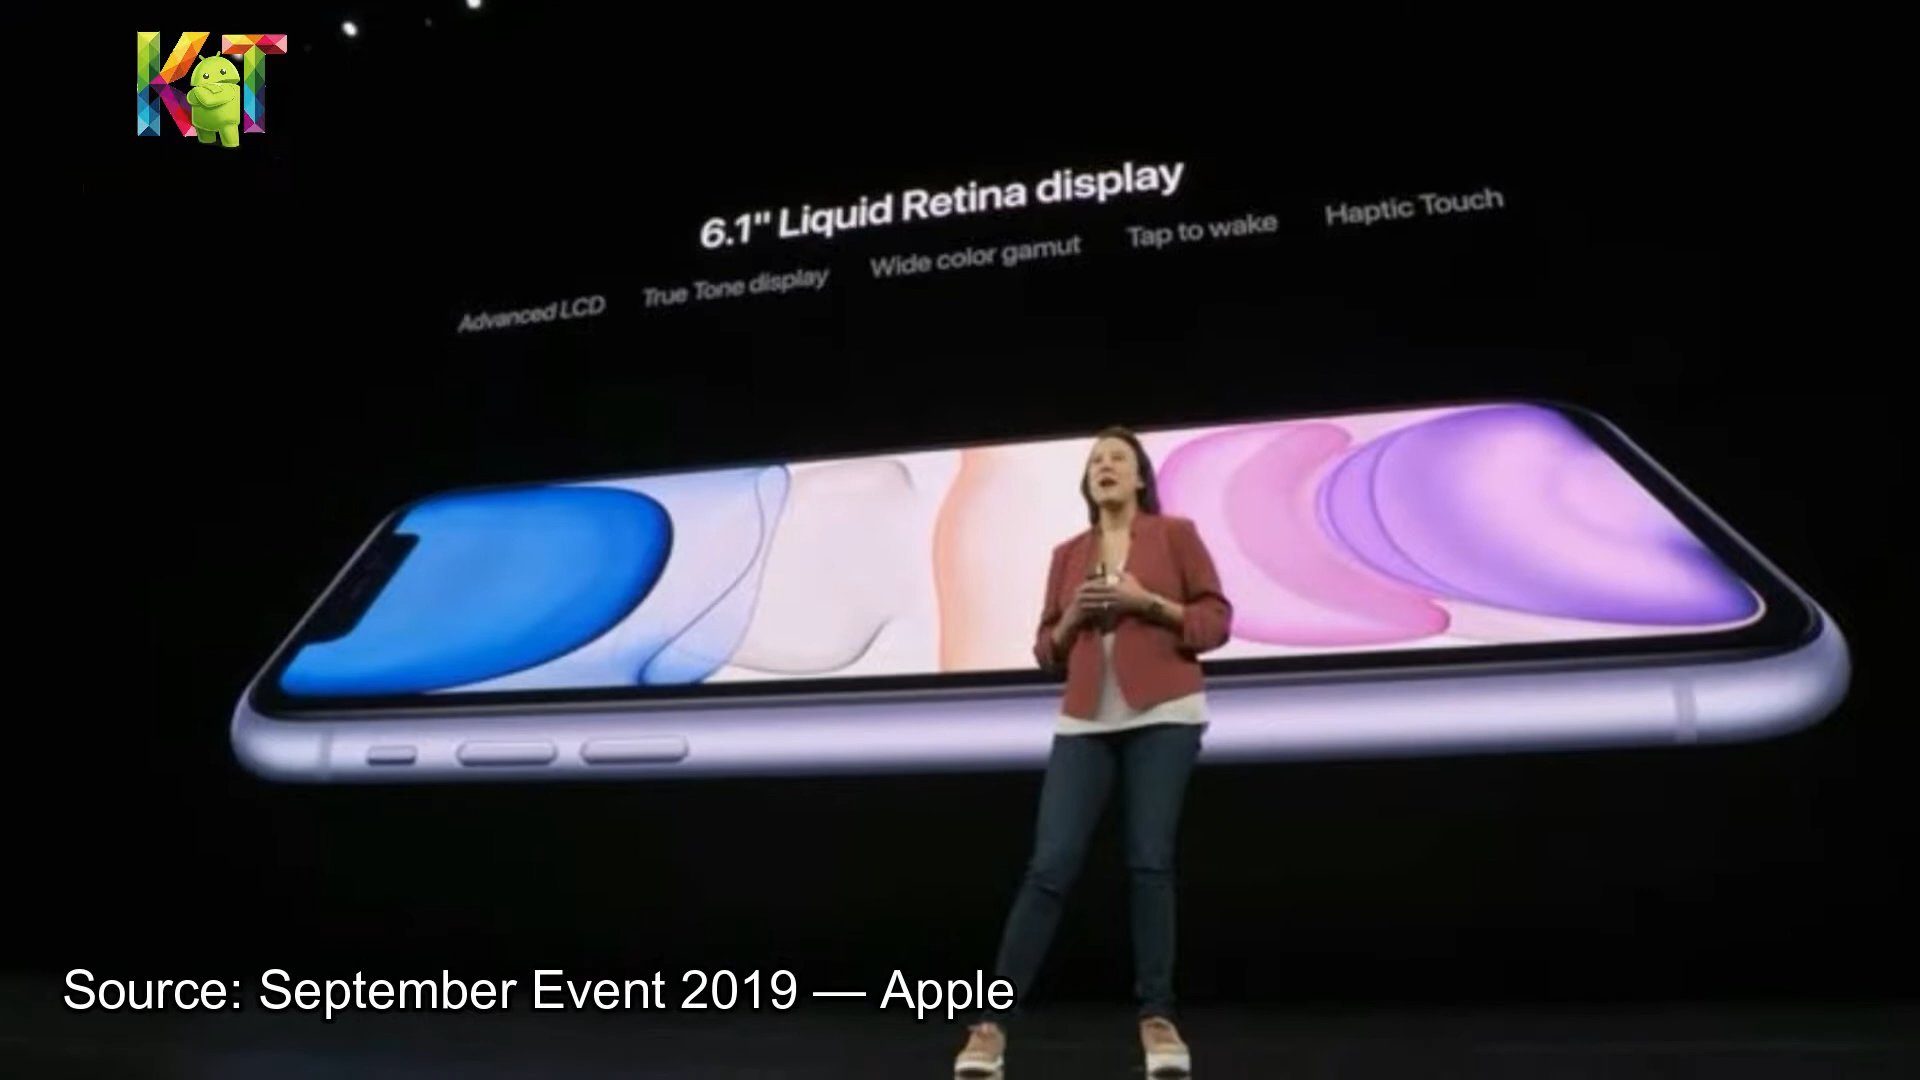 KT
6.1" Liquid Retina display
Advanced LCD True Tone display Wide color gamut Tap to wake Haptic Touch
Source: September Event 2019 — Apple